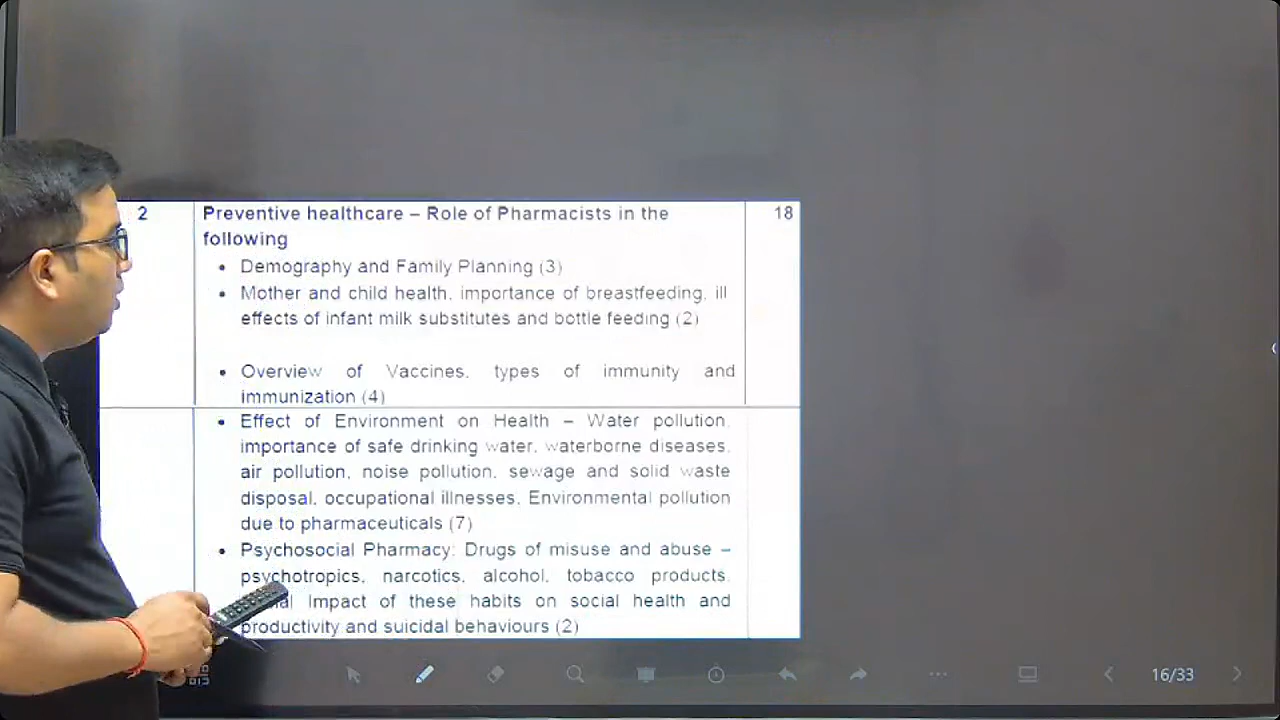 2 Preventive healthcare – Role of Pharmacists in the 18
following
• Demography and Family Planning (3)
• Mother and child health, importance of breastfeeding, ill
effects of infant milk substitutes and bottle feeding (2)
• Overview of Vaccines, types of immunity and
immunization (4)
• Effect of Environment on Health – Water pollution,
importance of safe drinking water, waterborne diseases,
air pollution, noise pollution, sewage and solid waste
disposal, occupational illnesses, Environmental pollution
due to pharmaceuticals (7)
• Psychosocial Pharmacy: Drugs of misuse and abuse –
psychotropics, narcotics, alcohol, tobacco products.
Impact of these habits on social health and
productivity and suicidal behaviours (2)
16/33